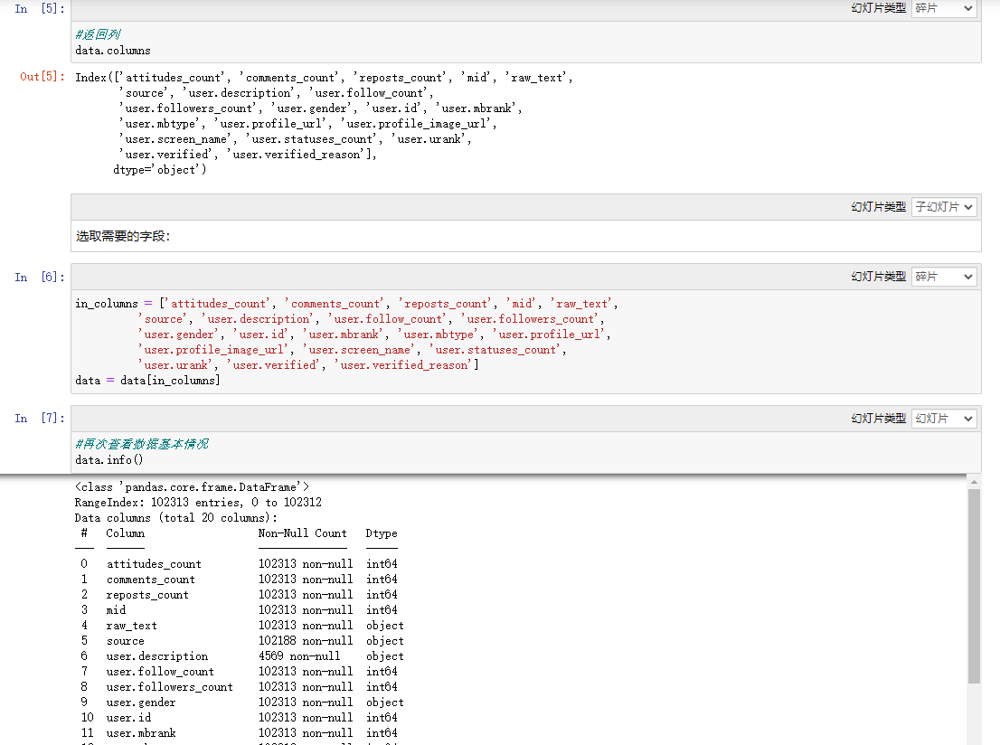 In [5]:
幻灯片类型 碎片
#返回列
data.columns
Out[5]: Index(['attitudes_count', 'comments_count', 'reposts_count', 'mid', 'raw_text',
'source', 'user.description', 'user.follow_count',
'user.followers_count', 'user.gender', 'user.id', 'user.mbrank',
'user.mbtype', 'user.profile_url', 'user.profile_image_url',
'user.screen_name', 'user.statuses_count', 'user.urank',
'user.verified', 'user.verified_reason'],
dtype='object')
幻灯片类型 子幻灯片
选取需要的字段:
In [6]:
幻灯片类型 碎片
in_columns = ['attitudes_count', 'comments_count', 'reposts_count', 'mid', 'raw_text',
'source', 'user.description', 'user.follow_count', 'user.followers_count',
'user.gender', 'user.id', 'user.mbrank', 'user.mbtype', 'user.profile_url',
'user.profile_image_url', 'user.screen_name', 'user.statuses_count',
'user.urank', 'user.verified', 'user.verified_reason']
data = data[in_columns]
In [7]:
幻灯片类型 幻灯片
#再次查看数据基本情况
data.info()
<class 'pandas.core.frame.DataFrame'>
RangeIndex: 102313 entries, 0 to 102312
Data columns (total 20 columns):
# Column Non-Null Count Dtype
--- ------ -------------- -----
0 attitudes_count 102313 non-null int64
1 comments_count 102313 non-null int64
2 reposts_count 102313 non-null int64
3 mid 102313 non-null int64
4 raw_text 102313 non-null object
5 source 102188 non-null object
6 user.description 4569 non-null object
7 user.follow_count 102313 non-null int64
8 user.followers_count 102313 non-null int64
9 user.gender 102313 non-null object
10 user.id 102313 non-null int64
11 user.mbrank 102313 non-null int64